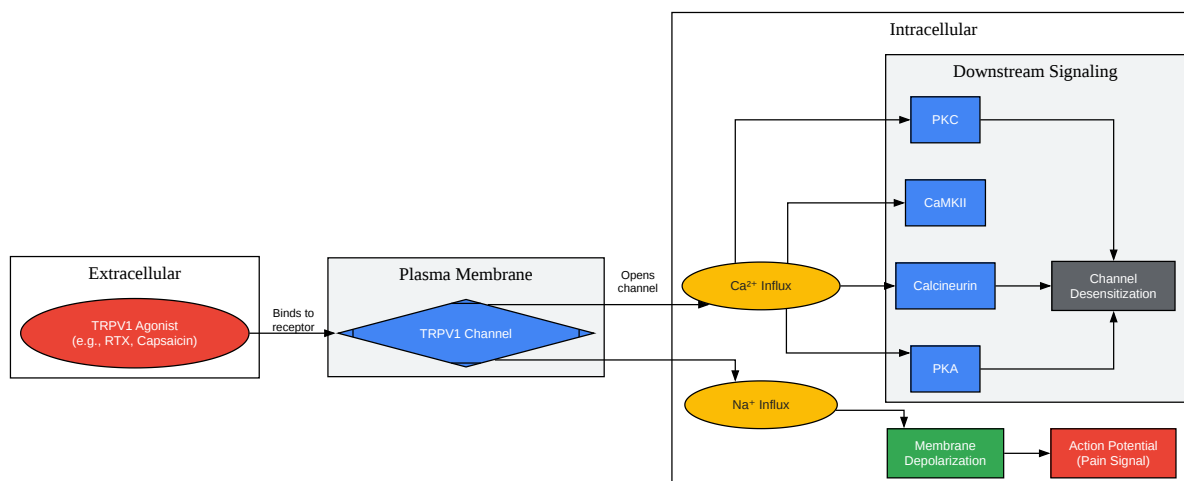 Intracellular
Downstream Signaling
PKC
CaMKII
Extracellular
Plasma Membrane
Opens
channel
Ca²⁺ Influx
Calcineurin
Channel
Desensitization
TRPV1 Agonist
(e.g., RTX, Capsaicin)
Binds to
receptor
TRPV1 Channel
PKA
Na⁺ Influx
Membrane
Depolarization
Action Potential
(Pain Signal)